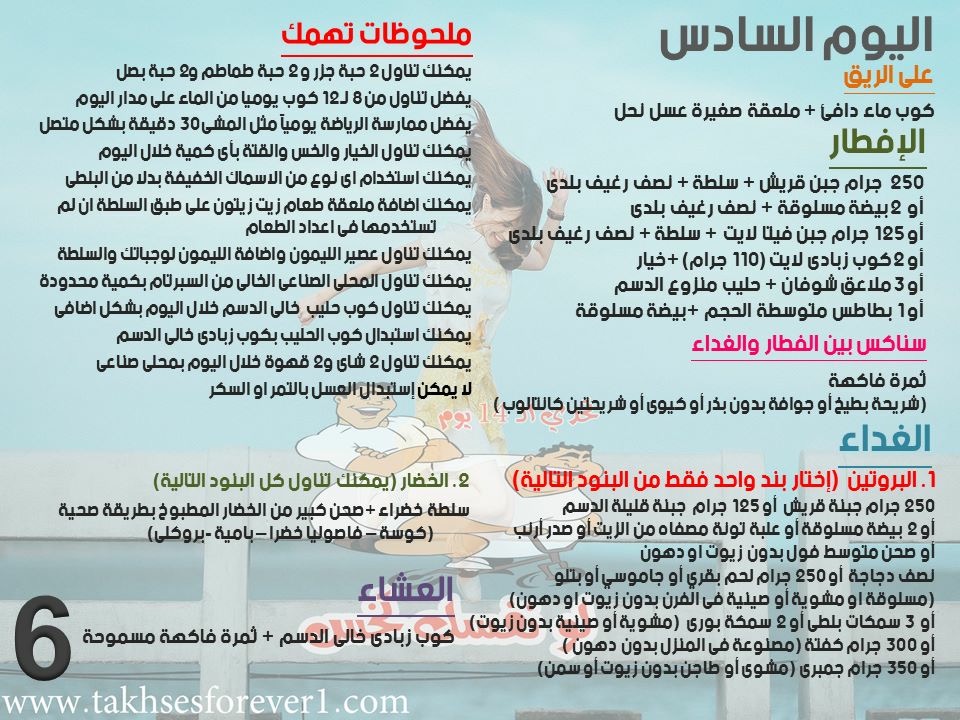 اليوم السادس
على الريق
كوب ماء دافئ + ملعقة صغيرة عسل نحل
الإفطار
250 جرام جبن قريش + سلطة + نصف رغيف بلدى
أو 2 بيضة مسلوقة + نصف رغيف بلدى
أو 125 جرام جبن فيتا لايت + سلطة + نصف رغيف بلدى
أو 2 كوب زبادى لايت (110 جرام) +خيار
أو 3 ملاعق شوفان + حليب منزوع الدسم
أو 1 بطاطس متوسطة الحجم +بيضة مسلوقة
سناكس بين الفطار والغداء
ثمرة فاكهة
(شريحة بطيخ أو جوافة بدون بذر أو كيوى أو شريحتين كانتالوب )
الغداء
1. البروتين (إختار بند واحد فقط من البنود التالية)
250 جرام جبنة قريش أو 125 جرام جبنة قليلة الدسم
أو 2 بيضة مسلوقة أو علبة تونة مصفاه من الزيت أو صدر أرنب
أو صحن متوسط فول بدون زيوت او دهون
نصف دجاجة أو 250 جرام لحم بقري أو جاموسي أو بتلو
(مسلوقة او مشوية أو صينية فى الفرن بدون زيوت او دهون)
أو 3 سمكات بلطى أو 2 سمكة بورى (مشوية أو صينية بدون زيوت)
أو 300 جرام كفتة (مصنوعة فى المنزل بدون دهون )
أو 350 جرام جمبرى (مشوى أو طاجن بدون زيوت أو سمن)
ملحوظات تهمك
يمكنك تناول 2 حبة جزر و 2 حبة طماطم و2 حبة بصل
يفضل تناول من 8 لـ 12 كوب يوميا من الماء على مدار اليوم
يفضل ممارسة الرياضة يومياً مثل المشى 30 دقيقة بشكل متصل
يمكنك تناول الخيار والخس والقتة بأى كمية خلال اليوم
يمكنك استخدام اى نوع من الاسماك الخفيفة بدلا من البلطى
يمكنك اضافة ملعقة طعام زيت زيتون على طبق السلطة ان لم
تستخدمها فى اعداد الطعام
يمكنك تناول عصير الليمون واضافة الليمون لوجباتك والسلطة
يمكنك تناول المحلى الصناعى الخالى من السبرتام بكمية محدودة
يمكنك تناول كوب حليب خالى الدسم خلال اليوم بشكل اضافى
يمكنك استبدال كوب الحليب بكوب زبادى خالى الدسم
يمكنك تناول 2 شاى و2 قهوة خلال اليوم بمحلى صناعى
لا يمكن إستبدال العسل بالتمر او السكر
تحدي الـ 14 يوم
2. الخضار (يمكنك تناول كل البنود التالية)
سلطة خضراء +صحن كبير من الخضار المطبوخ بطريقة صحية
(كوسة – فاصوليا خضرا – بامية -بروكلى)
العشاء
كوب زبادى خالى الدسم + ثمرة فاكهة مسموحة
6
www.takhsesforever1.com